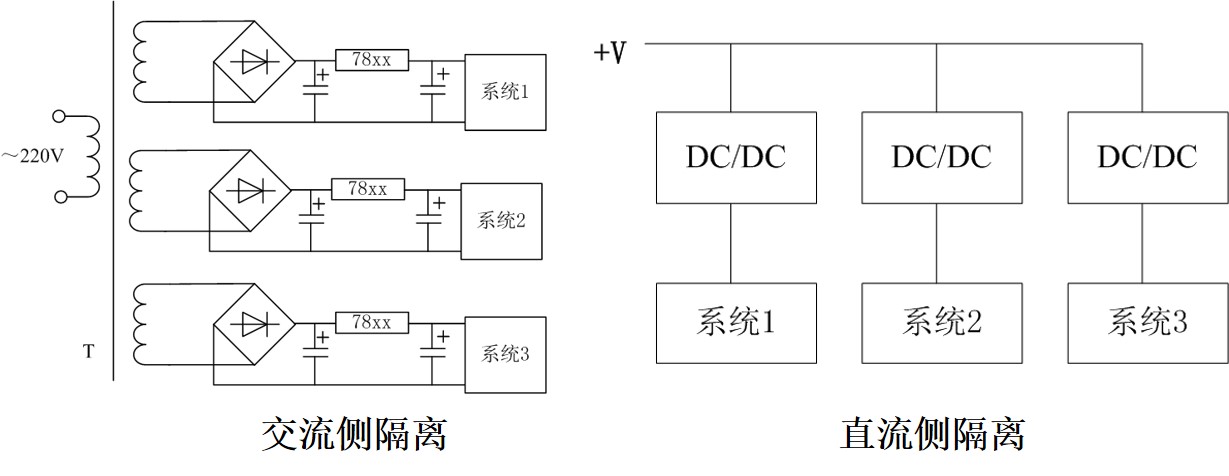 78xx
系统1
~220V
78xx
系统2
T
78xx
系统3
交流侧隔离
+V
DC/DC
DC/DC
DC/DC
系统1
系统2
系统3
直流侧隔离